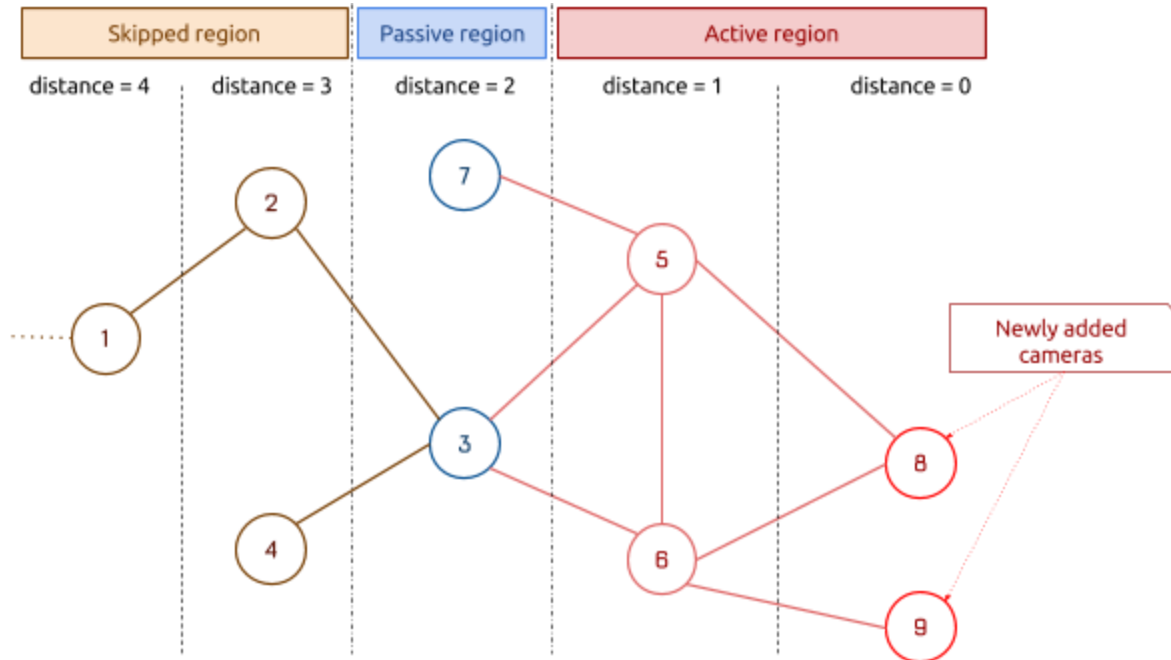 Skipped region
Passive region
Active region
distance = 4
distance = 3
distance = 2
distance = 1
distance = 0
7
2
5
1
Newly added
cameras
3
8
4
6
9